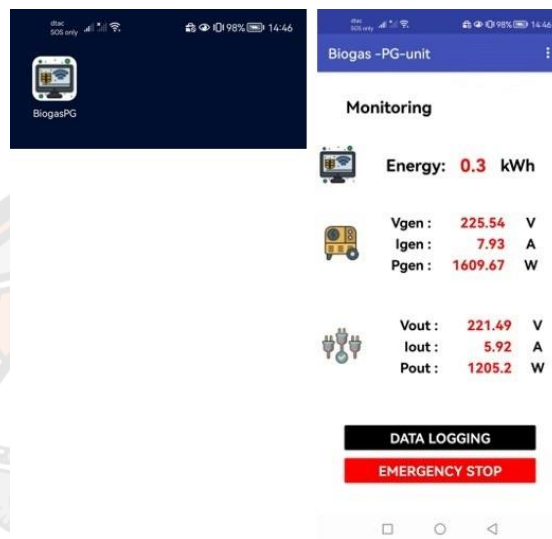 dtac
SOS only
98% 14:46
BiogasPG
dtac
SOS only
98% 14:46
Biogas -PG-unit
Monitoring
Energy: 0.3 kWh
Vgen : 225.54 V
Igen : 7.93 A
Pgen : 1609.67 W
Vout : 221.49 V
Iout : 5.92 A
Pout : 1205.2 W
DATA LOGGING
EMERGENCY STOP